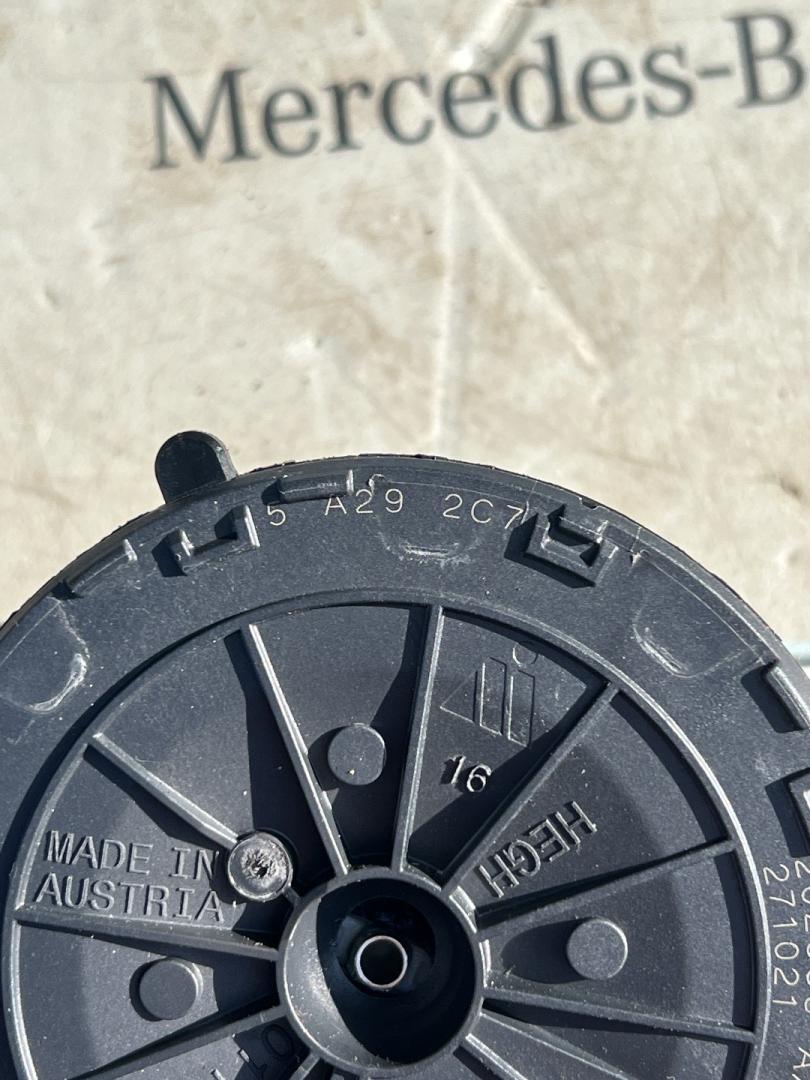 Mercedes-B
5 A29 2C7
16
HEGH
MADE IN
AUSTRIA
271021